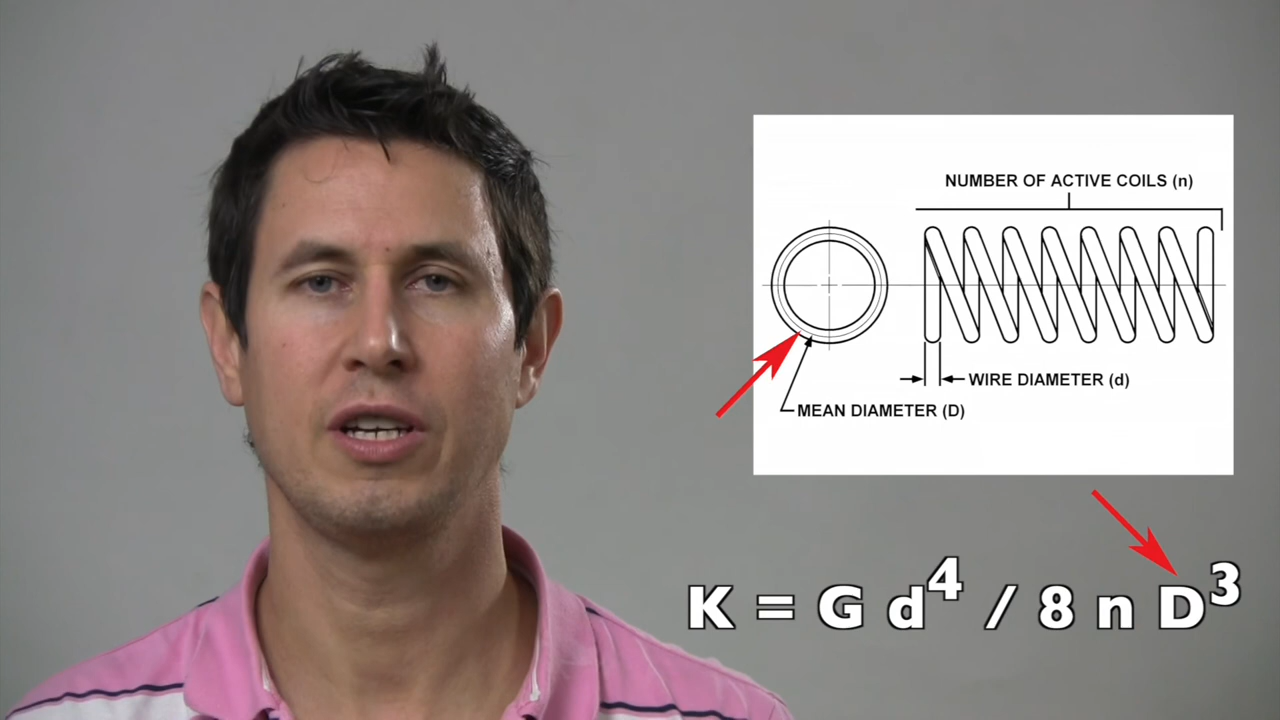 NUMBER OF ACTIVE COILS (n)
WIRE DIAMETER (d)
MEAN DIAMETER (D)
K = G d⁴ / 8 n D³